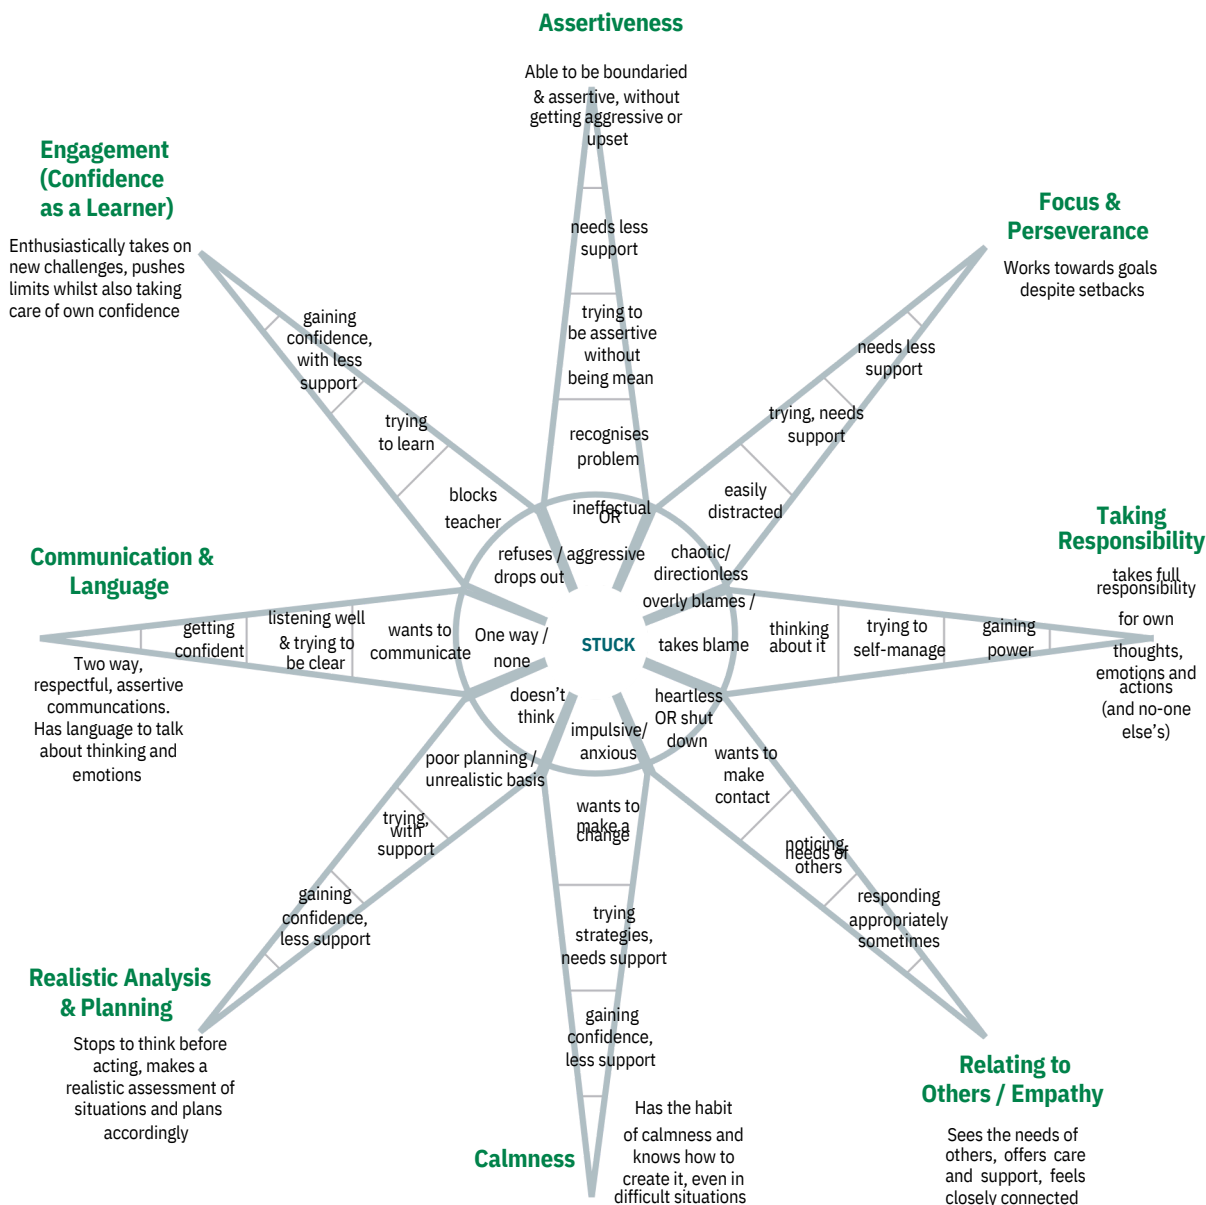 Assertiveness
Able to be boundaried
& assertive, without
getting aggressive or
upset
needs less
support
trying to
be assertive
without
being mean
recognises
problem
ineffectual
OR
aggressive
Focus &
Perseverance
Works towards goals
despite setbacks
needs less
support
trying, needs
support
easily
distracted
chaotic/
directionless
Taking
Responsibility
takes full
responsibility
for own
thoughts,
emotions and
actions
(and no-one
else's)
gaining
power
trying to
self-manage
thinking
about it
overly blames /
takes blame
Relating to
Others / Empathy
Sees the needs of
others, offers care
and support, feels
closely connected
responding
appropriately
sometimes
noticing
needs of
others
wants to
make
contact
heartless
OR shut
down
Calmness
Has the habit
of calmness and
knows how to
create it, even in
difficult situations
gaining
confidence,
less support
trying
strategies,
needs support
wants to
make a
change
impulsive/
anxious
Realistic Analysis
& Planning
Stops to think before
acting, makes a
realistic assessment of
situations and plans
accordingly
gaining
confidence,
less support
trying,
with
support
poor planning /
unrealistic basis
doesn't
think
Communication &
Language
Two way,
respectful, assertive
communcations.
Has language to talk
about thinking and
emotions
getting
confident
listening well
& trying to
be clear
wants to
communicate
One way /
none
Engagement
(Confidence
as a Learner)
Enthusiastically takes on
new challenges, pushes
limits whilst also taking
care of own confidence
gaining
confidence,
with less
support
trying
to learn
blocks
teacher
refuses /
drops out
STUCK